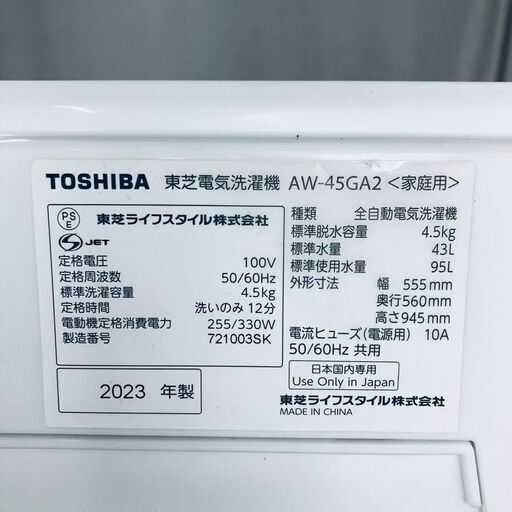 TOSHIBA 東芝電気洗濯機 AW-45GA2 <家庭用>
PS
E
東芝ライフスタイル株式会社
JET
定格電圧 100V
定格周波数 50/60Hz
標準洗濯容量 4.5kg
定格時間 洗いのみ 12分
電動機定格消費電力 255/330W
製造番号 721003SK
2023 年製
種類 全自動電気洗濯機
標準脱水容量 4.5kg
標準水量 43L
標準使用水量 95L
外形寸法 幅 555mm
奥行560mm
高さ945mm
電流ヒューズ(電源用) 10A
50/60Hz 共用
日本国内専用
Use Only in Japan
東芝ライフスタイル株式会社
MADE IN CHINA